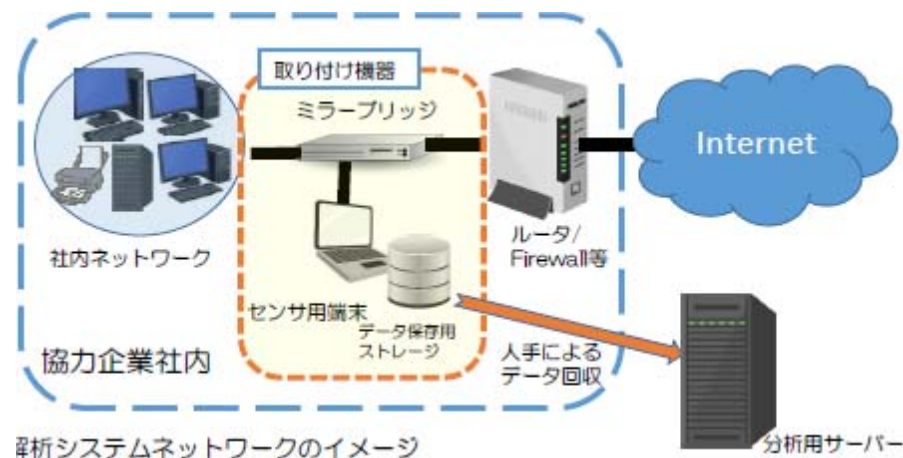 取り付け機器
ミラーブリッジ
Internet
社内ネットワーク
ルータ/
Firewall等
センサ用端末
データ保存用
ストレージ
協力企業社内
人手による
データ回収
分析用サーバー
解析システムネットワークのイメージ